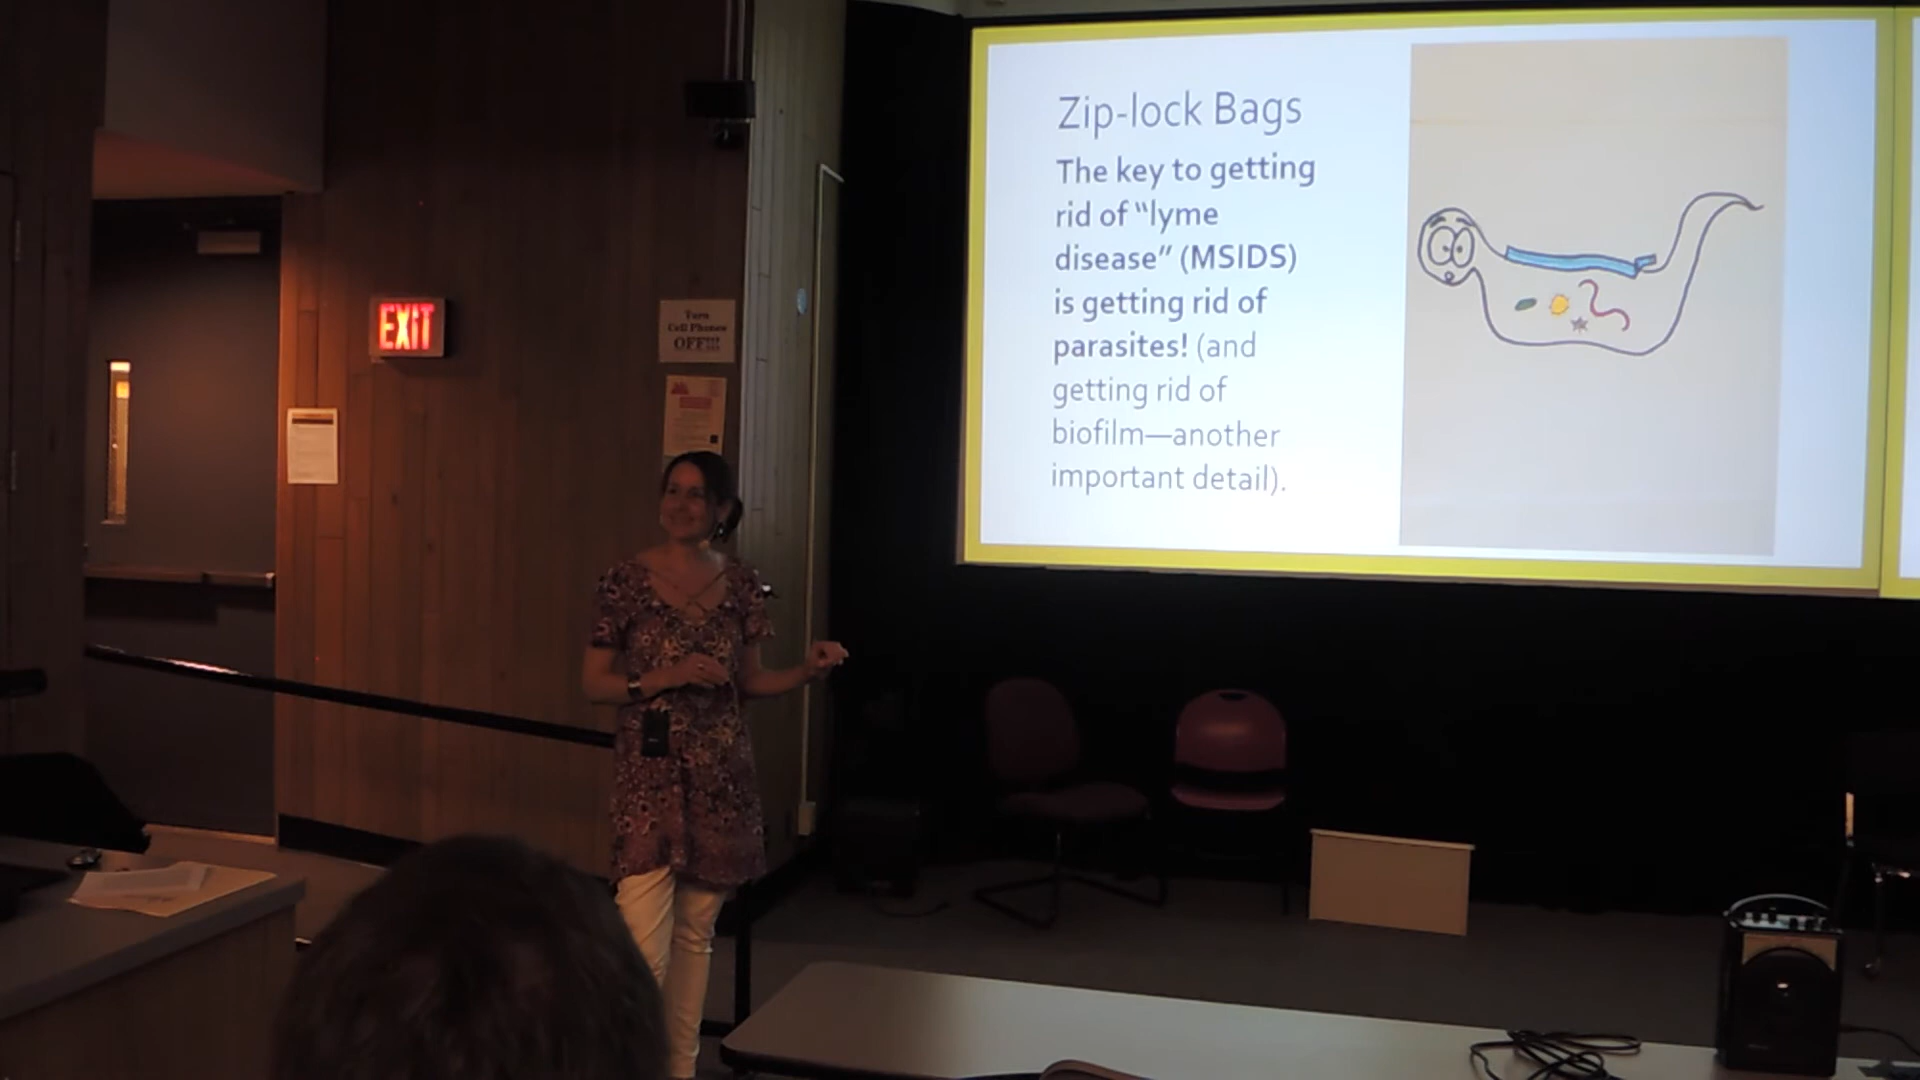 Zip-lock Bags
The key to getting
rid of “lyme
disease” (MSIDS)
is getting rid of
parasites! (and
getting rid of
biofilm—another
important detail).
EXIT
Turn
Cell Phones
OFF!!!